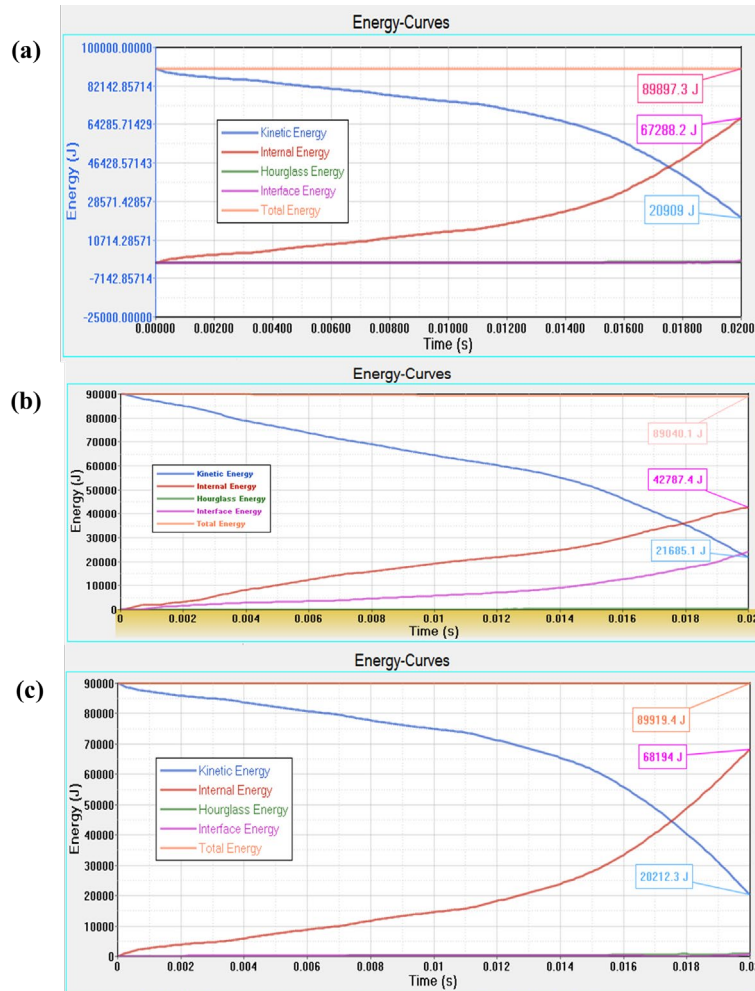 (a)
Energy-Curves
100000.00000
82142.85714
64285.71429
46428.57143
28571.42857
10714.28571
-7142.85714
-25000.00000
Energy (J)
Kinetic Energy
Internal Energy
Hourglass Energy
Interface Energy
Total Energy
89897.3 J
67288.2 J
20909 J
0.00000 0.00200 0.00400 0.00600 0.00800 0.01000 0.01200 0.01400 0.01600 0.01800 0.0200
Time (s)
(b)
Energy-Curves
90000
80000
70000
60000
50000
40000
30000
20000
10000
0
Energy (J)
Kinetic Energy
Internal Energy
Hourglass Energy
Interface Energy
Total Energy
89040.1 J
42787.4 J
21685.1 J
0 0.002 0.004 0.006 0.008 0.01 0.012 0.014 0.016 0.018 0.02
Time (s)
(c)
Energy-Curves
90000
80000
70000
60000
50000
40000
30000
20000
10000
0
Energy (J)
Kinetic Energy
Internal Energy
Hourglass Energy
Interface Energy
Total Energy
89919.4 J
68194 J
20212.3 J
0 0.002 0.004 0.006 0.008 0.01 0.012 0.014 0.016 0.018 0.0
Time (s)